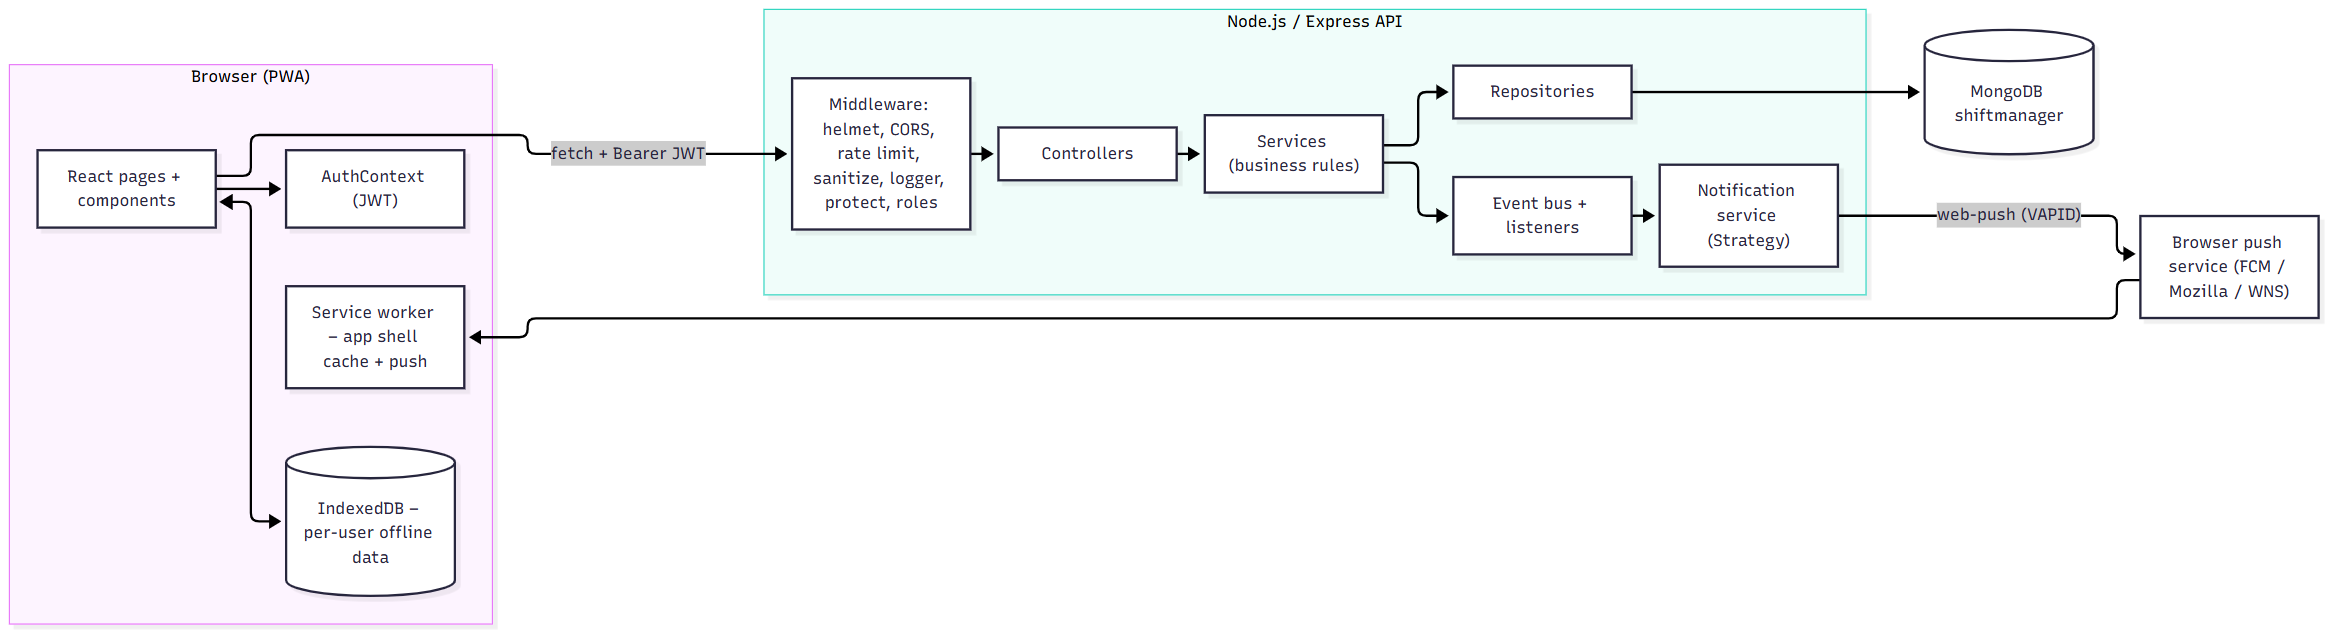 Browser (PWA)
React pages +
components
AuthContext
(JWT)
Service worker
– app shell
cache + push
IndexedDB –
per-user offline
data
fetch + Bearer JWT
Node.js / Express API
Middleware:
helmet, CORS,
rate limit,
sanitize, logger,
protect, roles
Controllers
Services
(business rules)
Repositories
Event bus +
listeners
Notification
service
(Strategy)
MongoDB
shiftmanager
web-push (VAPID)
Browser push
service (FCM /
Mozilla / WNS)